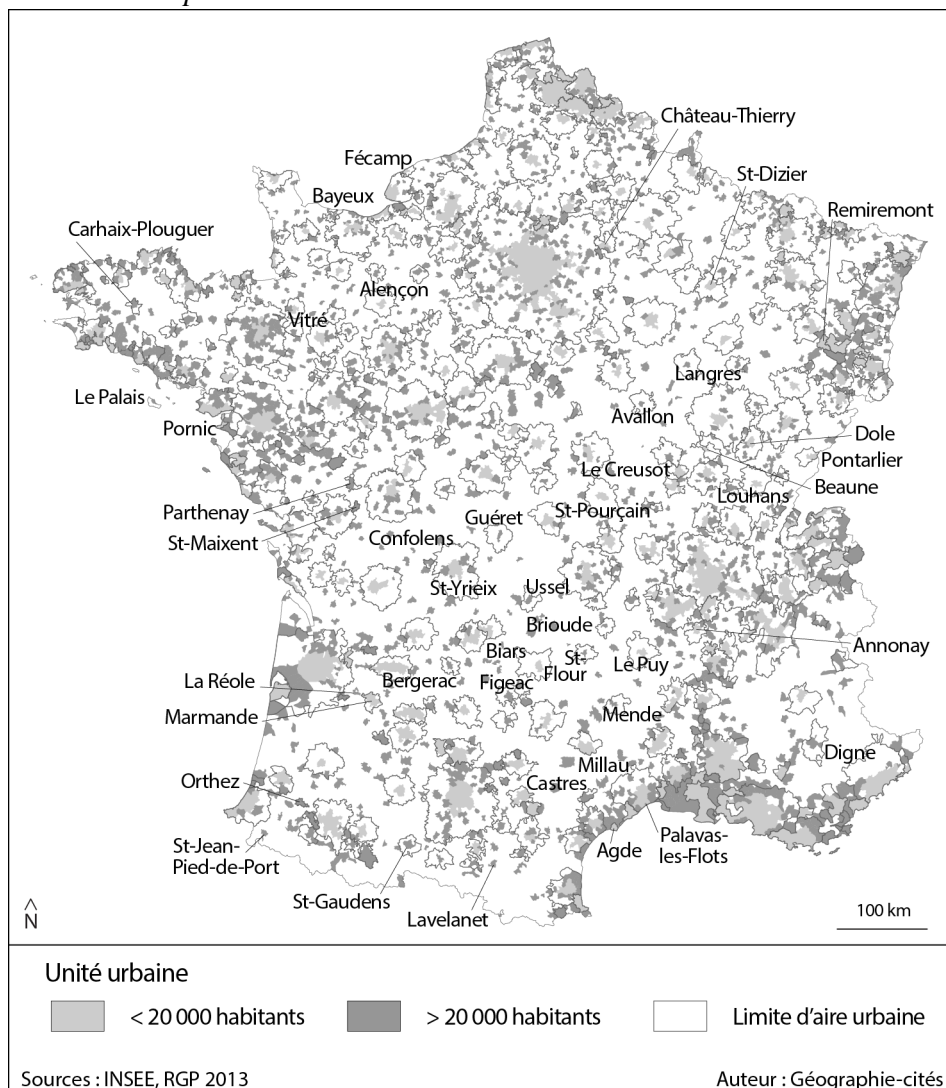 Château-Thierry
Fécamp
St-Dizier
Bayeux
Remiremont
Carhaix-Plouguer
Alençon
Vitré
Langres
Le Palais
Avallon
Pornic
Dole
Le Creusot
Pontarlier
Beaune
Louhans
Parthenay
St-Pourçain
Guéret
St-Maixent
Confolens
St-Yrieix
Ussel
Brioude
Annonay
Biars
St-
Flour
Le Puy
La Réole
Bergerac
Figeac
Marmande
Mende
Digne
Millau
Orthez
Castres
Palavas-
les-Flots
St-Jean-
Pied-de-Port
Agde
St-Gaudens
Lavelanet
N
100 km
Unité urbaine
< 20 000 habitants
> 20 000 habitants
Limite d'aire urbaine
Sources : INSEE, RGP 2013
Auteur : Géographie-cités